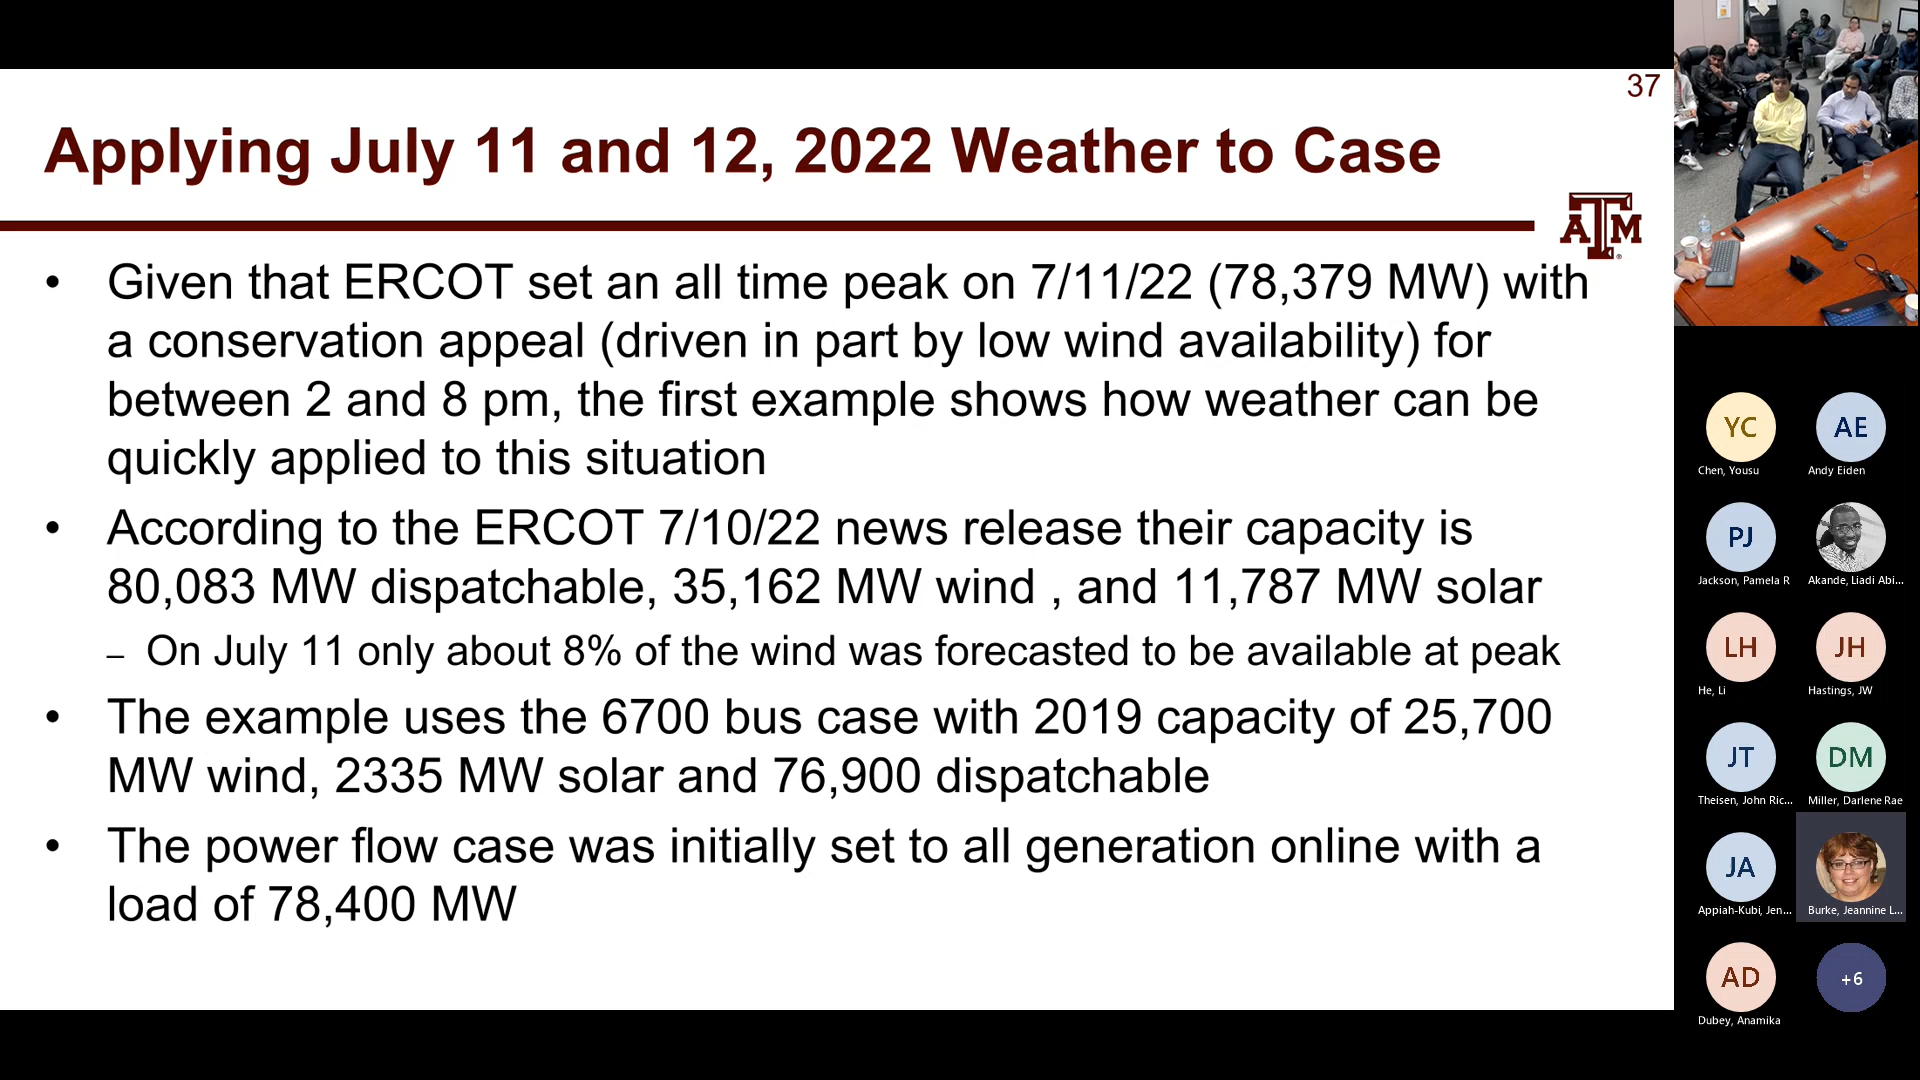 37
Applying July 11 and 12, 2022 Weather to Case
ATM
• Given that ERCOT set an all time peak on 7/11/22 (78,379 MW) with
a conservation appeal (driven in part by low wind availability) for
between 2 and 8 pm, the first example shows how weather can be
quickly applied to this situation
• According to the ERCOT 7/10/22 news release their capacity is
80,083 MW dispatchable, 35,162 MW wind , and 11,787 MW solar
– On July 11 only about 8% of the wind was forecasted to be available at peak
• The example uses the 6700 bus case with 2019 capacity of 25,700
MW wind, 2335 MW solar and 76,900 dispatchable
• The power flow case was initially set to all generation online with a
load of 78,400 MW
YC
Chen, Yousu
AE
Andy Eiden
PJ
Jackson, Pamela R
Akande, Liadi Abi...
LH
He, Li
JH
Hastings, JW
JT
Theisen, John Ric...
DM
Miller, Darlene Rae
JA
Appiah-Kubi, Jen...
Burke, Jeannine L...
AD
Dubey, Anamika
+6